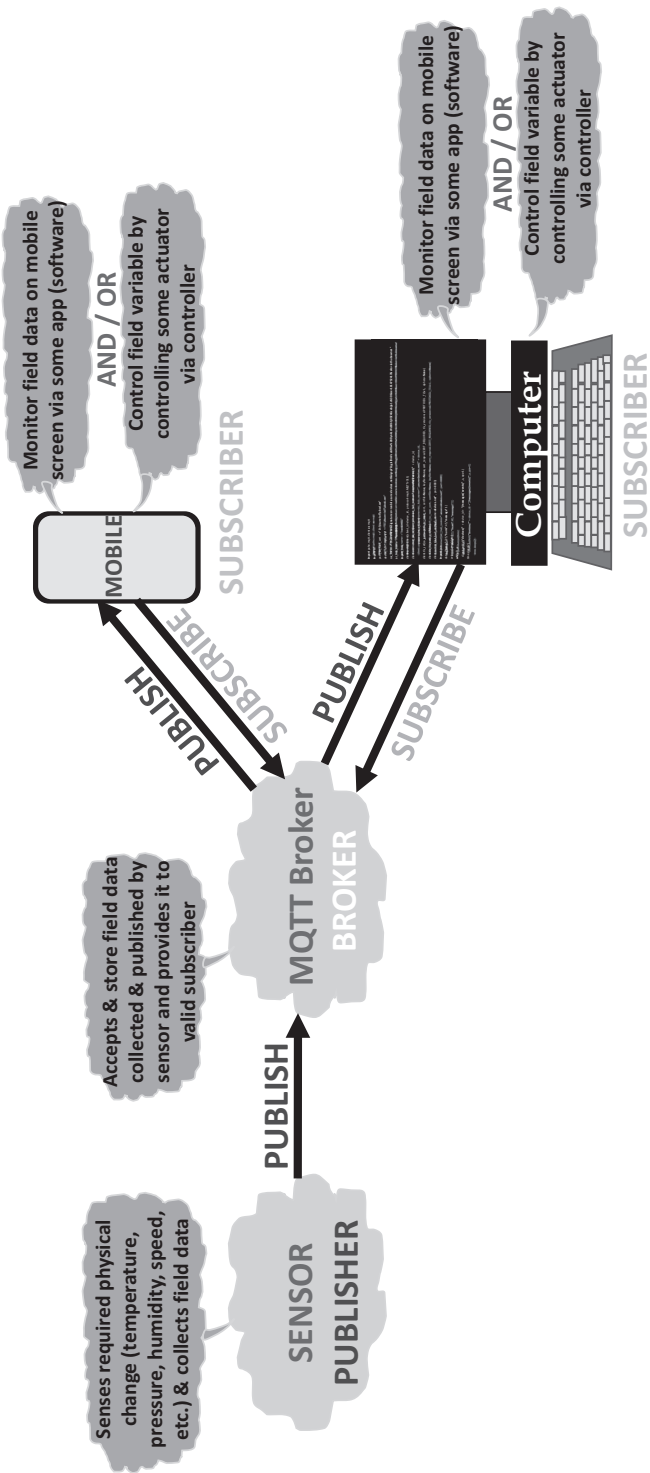 Senses required physical
change (temperature,
pressure, humidity, speed,
etc.) & collects field data
SENSOR
PUBLISHER
PUBLISH
Accepts & store field data
collected & published by
sensor and provides it to
valid subscriber
MQTT Broker
BROKER
PUBLISH
SUBSCRIBE
MOBILE
SUBSCRIBER
Monitor field data on mobile
screen via some app (software)
AND / OR
Control field variable by
controlling some actuator
via controller
PUBLISH
SUBSCRIBE
Computer
SUBSCRIBER
Monitor field data on mobile
screen via some app (software)
AND / OR
Control field variable by
controlling some actuator
via controller